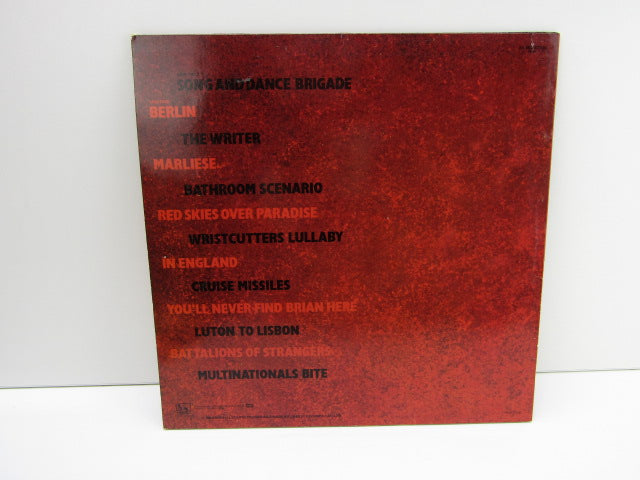 SONG AND DANCE BRIGADE
BERLIN
THE WRITER
MARLIESE
BATHROOM SCENARIO
RED SKIES OVER PARADISE
WRISTCUTTERS LULLABY
IN ENGLAND
CRUISE MISSILES
YOU'LL NEVER FIND BRIAN HERE
LUTON TO LISBON
BATTALIONS OF STRANGERS
MULTINATIONALS BITE